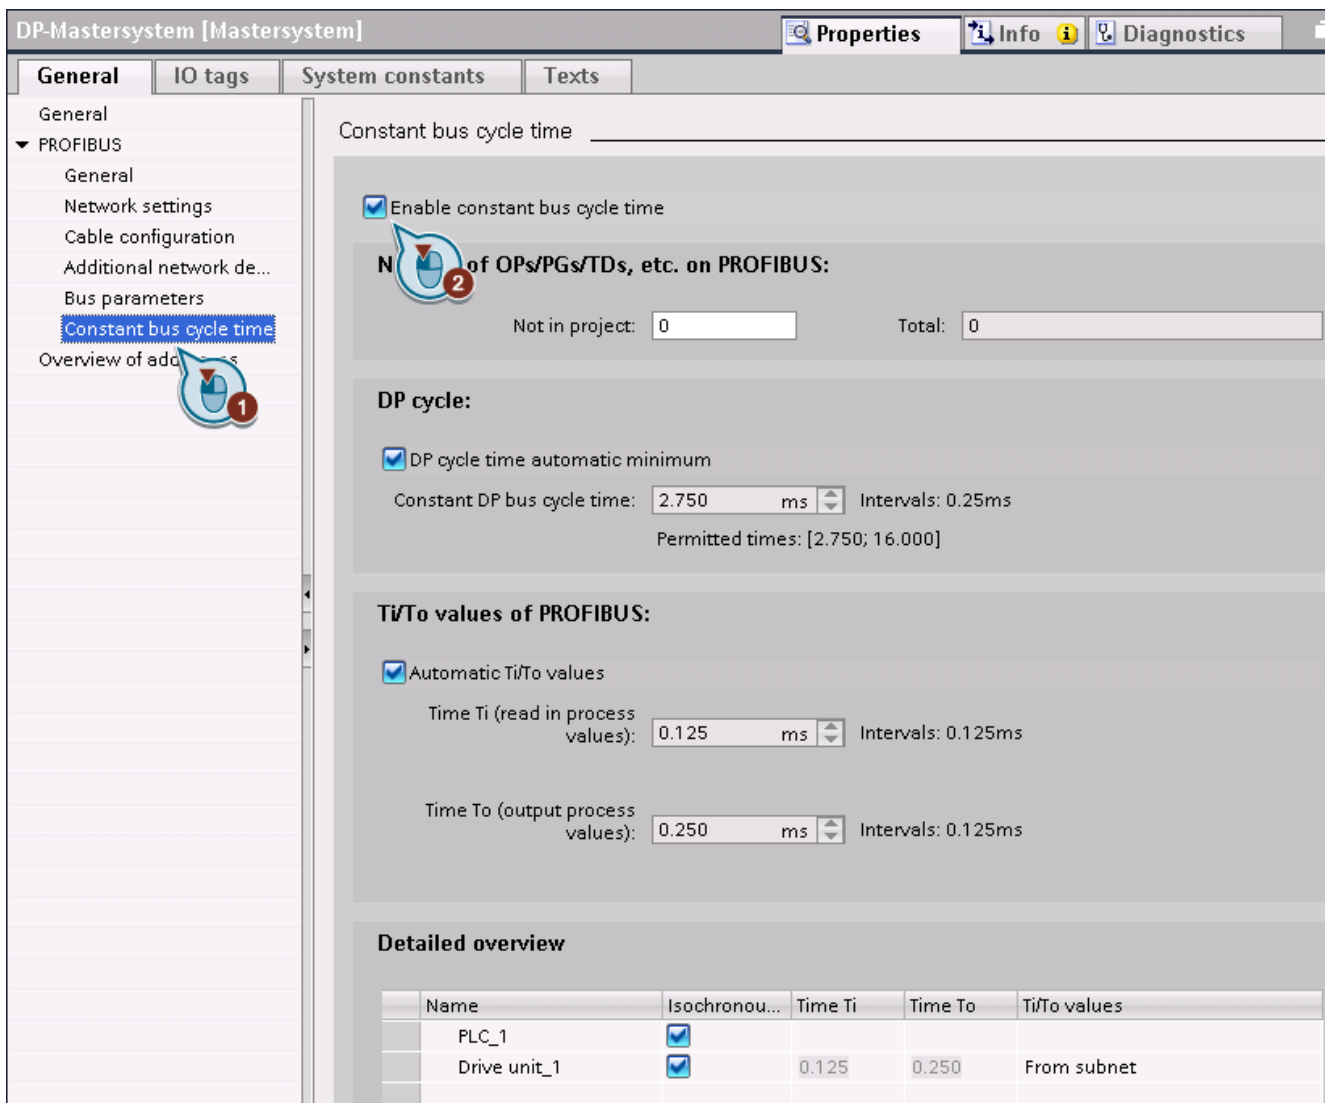 DP-Mastersystem [Mastersystem]
Properties
Info
Diagnostics
General
IO tags
System constants
Texts
General
PROFIBUS
General
Network settings
Cable configuration
Additional network de...
Bus parameters
Constant bus cycle time
Overview of
1
Constant bus cycle time
Enable constant bus cycle time
2
of OPs/PGs/TDs, etc. on PROFIBUS:
Not in project: 0 Total: 0
DP cycle:
DP cycle time automatic minimum
Constant DP bus cycle time: 2.750 ms Intervals: 0.25ms
Permitted times: [2.750; 16.000]
Ti/To values of PROFIBUS:
Automatic Ti/To values
Time Ti (read in process
values): 0.125 ms Intervals: 0.125ms
Time To (output process
values): 0.250 ms Intervals: 0.125ms
Detailed overview
Name Isochronou... Time Ti Time To Ti/To values
PLC_1
Drive unit_1 0.125 0.250 From subnet